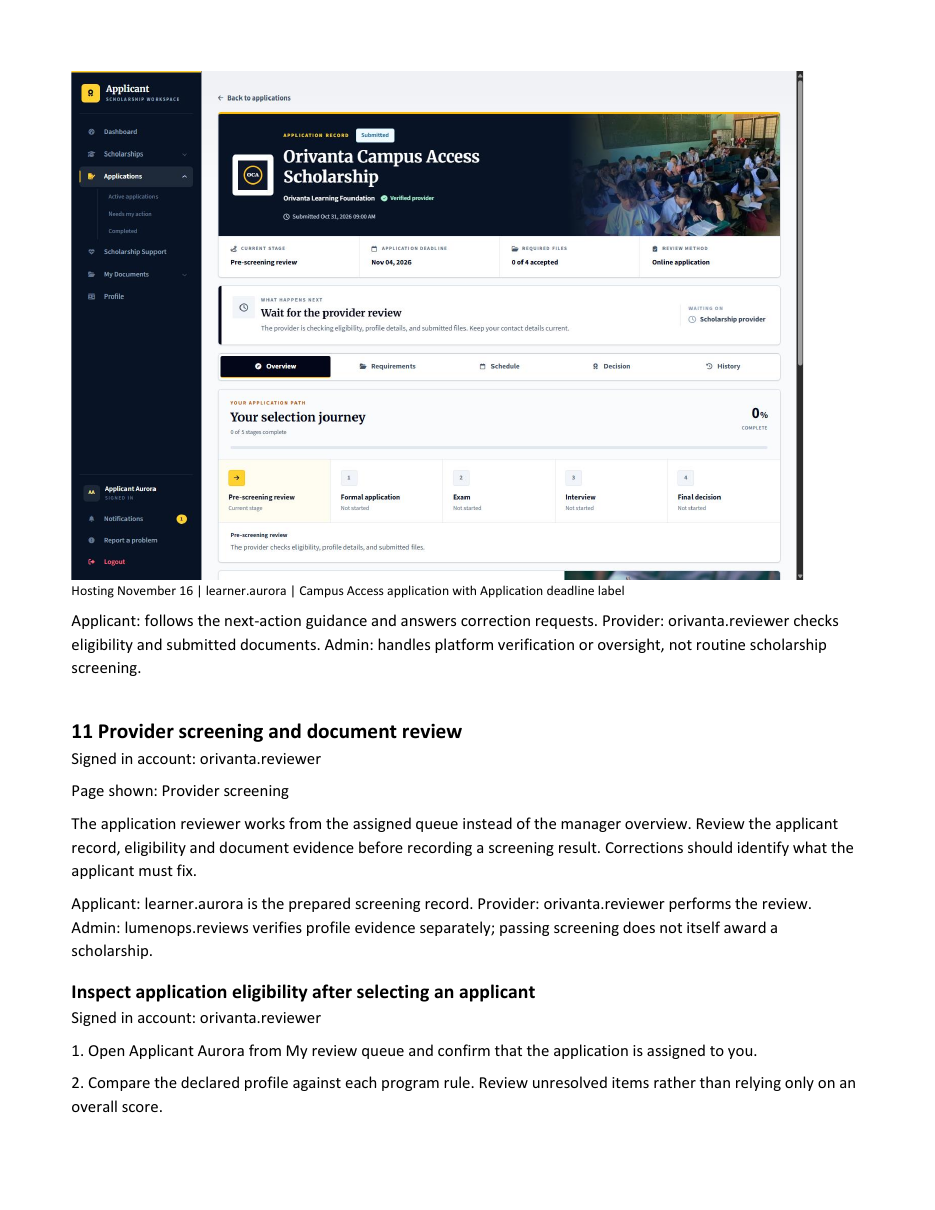 Applicant
SCHOLARSHIP WORKSPACE
Dashboard
Scholarships
Applications
Active applications
Needs my action
Completed
Scholarship Support
My Documents
Profile
AA
Applicant Aurora
SIGNED IN
Notifications
1
Report a problem
Logout
← Back to applications
APPLICATION RECORD
Submitted
OCA
Orivanta Campus Access
Scholarship
Orivanta Learning Foundation
Verified provider
Submitted Oct 31, 2026 09:00 AM
CURRENT STAGE
Pre-screening review
APPLICATION DEADLINE
Nov 04, 2026
REQUIRED FILES
0 of 4 accepted
REVIEW METHOD
Online application
WHAT HAPPENS NEXT
Wait for the provider review
The provider is checking eligibility, profile details, and submitted files. Keep your contact details current.
WAITING ON
Scholarship provider
Overview
Requirements
Schedule
Decision
History
YOUR APPLICATION PATH
Your selection journey
0 of 5 stages complete
0%
COMPLETE
→
Pre-screening review
Current stage
1
Formal application
Not started
2
Exam
Not started
3
Interview
Not started
4
Final decision
Not started
Pre-screening review
The provider checks eligibility, profile details, and submitted files.
Hosting November 16 | learner.aurora | Campus Access application with Application deadline label
Applicant: follows the next-action guidance and answers correction requests. Provider: orivanta.reviewer checks
eligibility and submitted documents. Admin: handles platform verification or oversight, not routine scholarship
screening.
11 Provider screening and document review
Signed in account: orivanta.reviewer
Page shown: Provider screening
The application reviewer works from the assigned queue instead of the manager overview. Review the applicant
record, eligibility and document evidence before recording a screening result. Corrections should identify what the
applicant must fix.
Applicant: learner.aurora is the prepared screening record. Provider: orivanta.reviewer performs the review.
Admin: lumenops.reviews verifies profile evidence separately; passing screening does not itself award a
scholarship.
Inspect application eligibility after selecting an applicant
Signed in account: orivanta.reviewer
1. Open Applicant Aurora from My review queue and confirm that the application is assigned to you.
2. Compare the declared profile against each program rule. Review unresolved items rather than relying only on an
overall score.